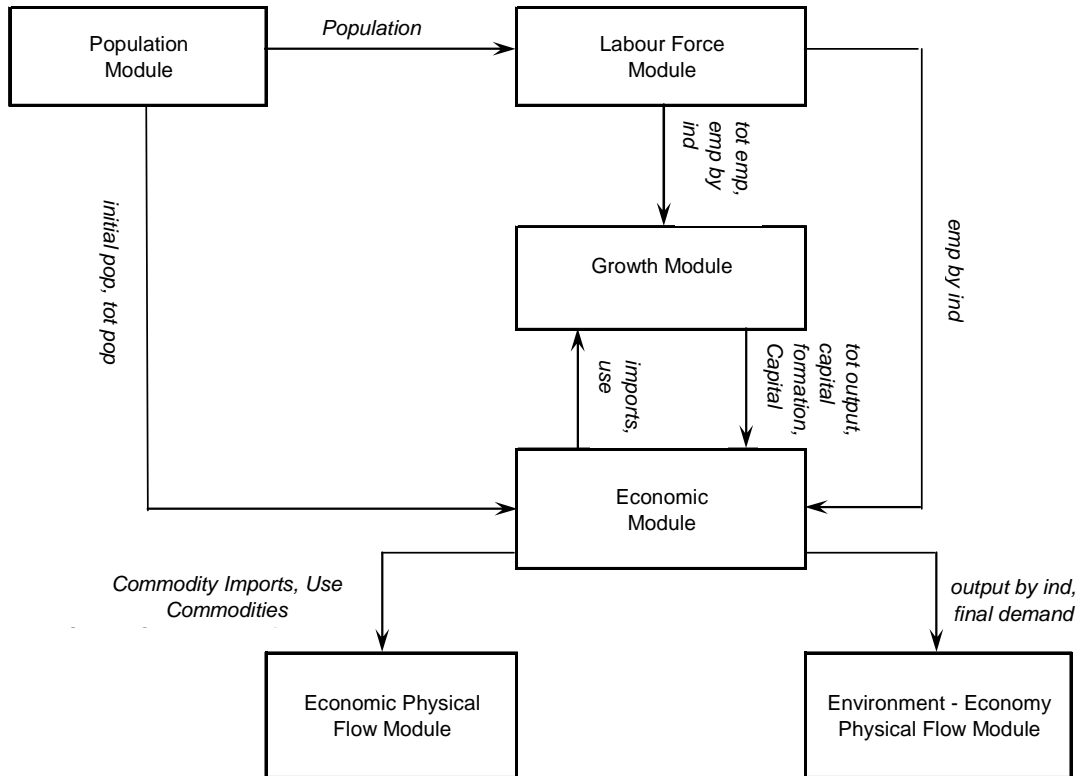 Population
Population
Module
Labour Force
Module
tot emp,
emp by
ind
Growth Module
initial pop, tot pop
emp by ind
imports,
use
tot output,
capital
formation,
Capital
Economic
Module
Commodity Imports, Use
Commodities
output by ind,
final demand
Economic Physical
Flow Module
Environment - Economy
Physical Flow Module